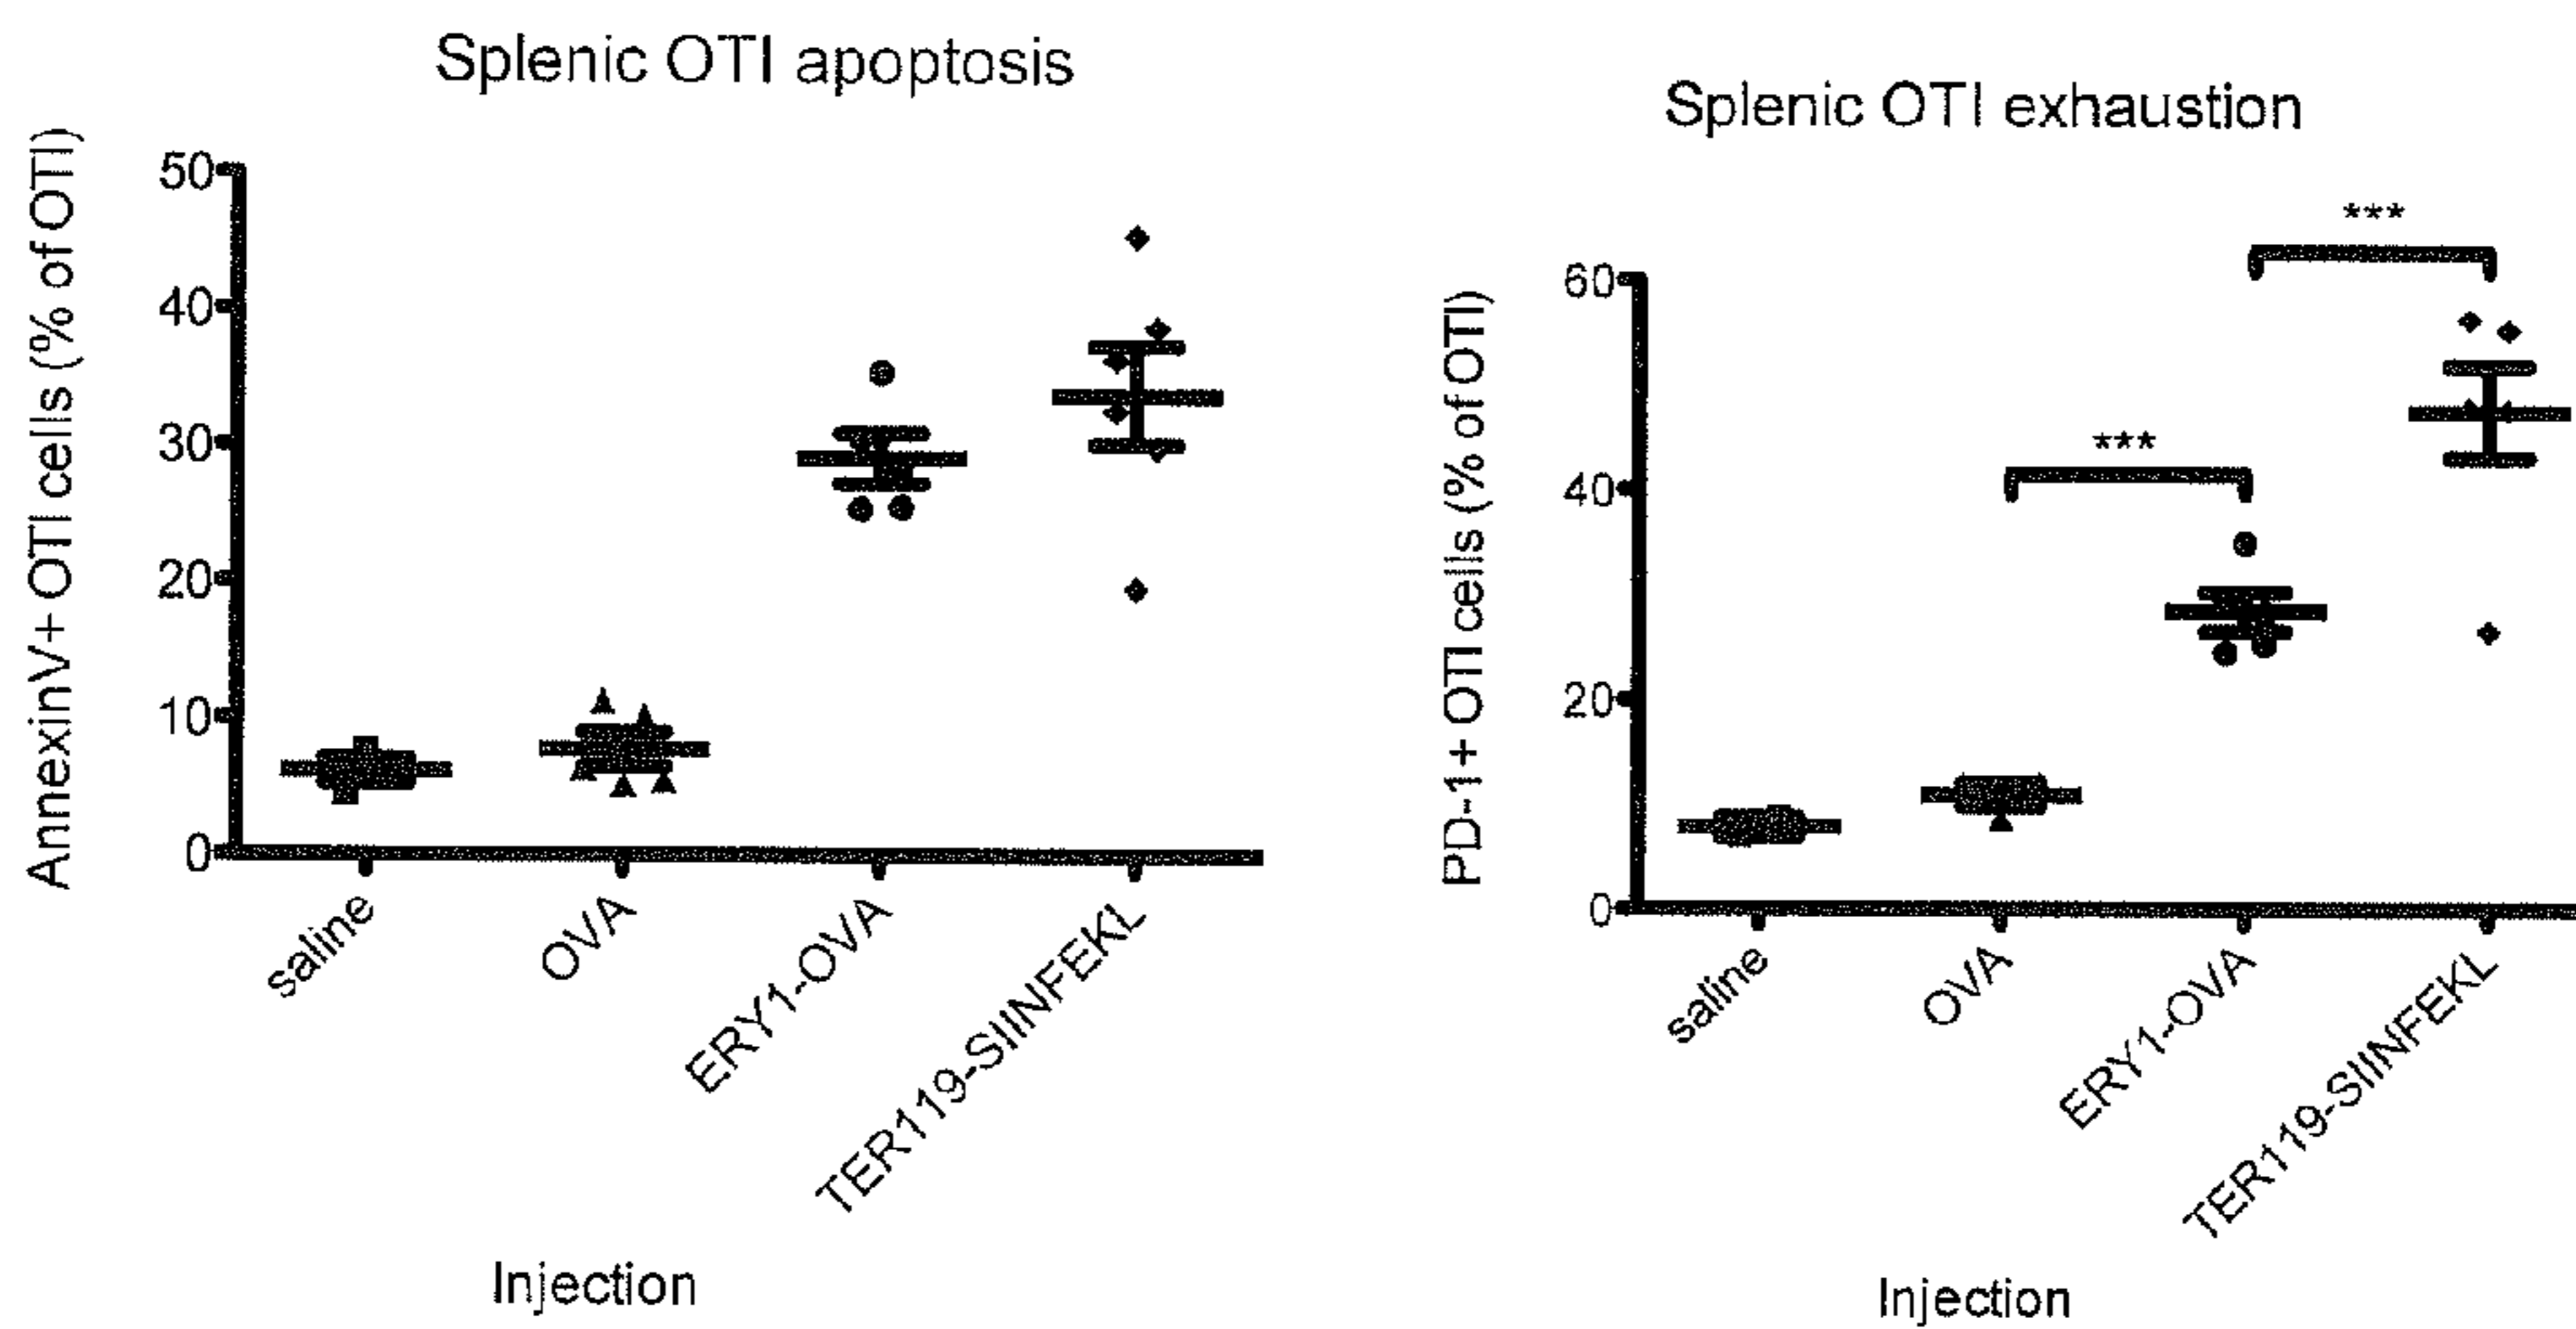 Splenic OTI apoptosis
AnnexinV+ OTI cells (% of OTI)
50
40
30
20
10
0
saline
OVA
ERY1-OVA
TER119-SIINFEKL
Injection
Splenic OTI exhaustion
PD-1+ OTI cells (% of OTI)
60
40
20
0
***
***
saline
OVA
ERY1-OVA
TER119-SIINFEKL
Injection